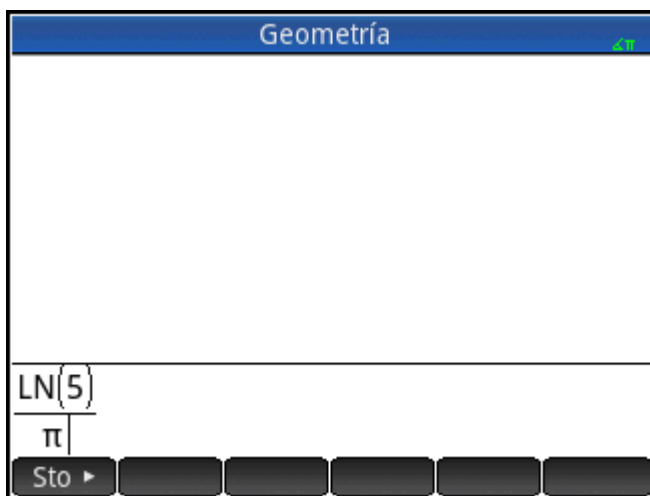 Geometría
∡π
LN(5)
π
Sto ►